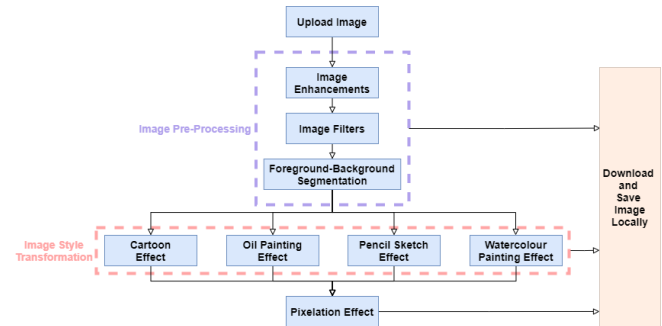 Upload Image
Image
Enhancements
Image Pre-Processing
Image Filters
Foreground-Background
Segmentation
Download
and
Save
Image
Locally
Image Style
Transformation
Cartoon
Effect
Oil Painting
Effect
Pencil Sketch
Effect
Watercolour
Painting Effect
Pixelation Effect